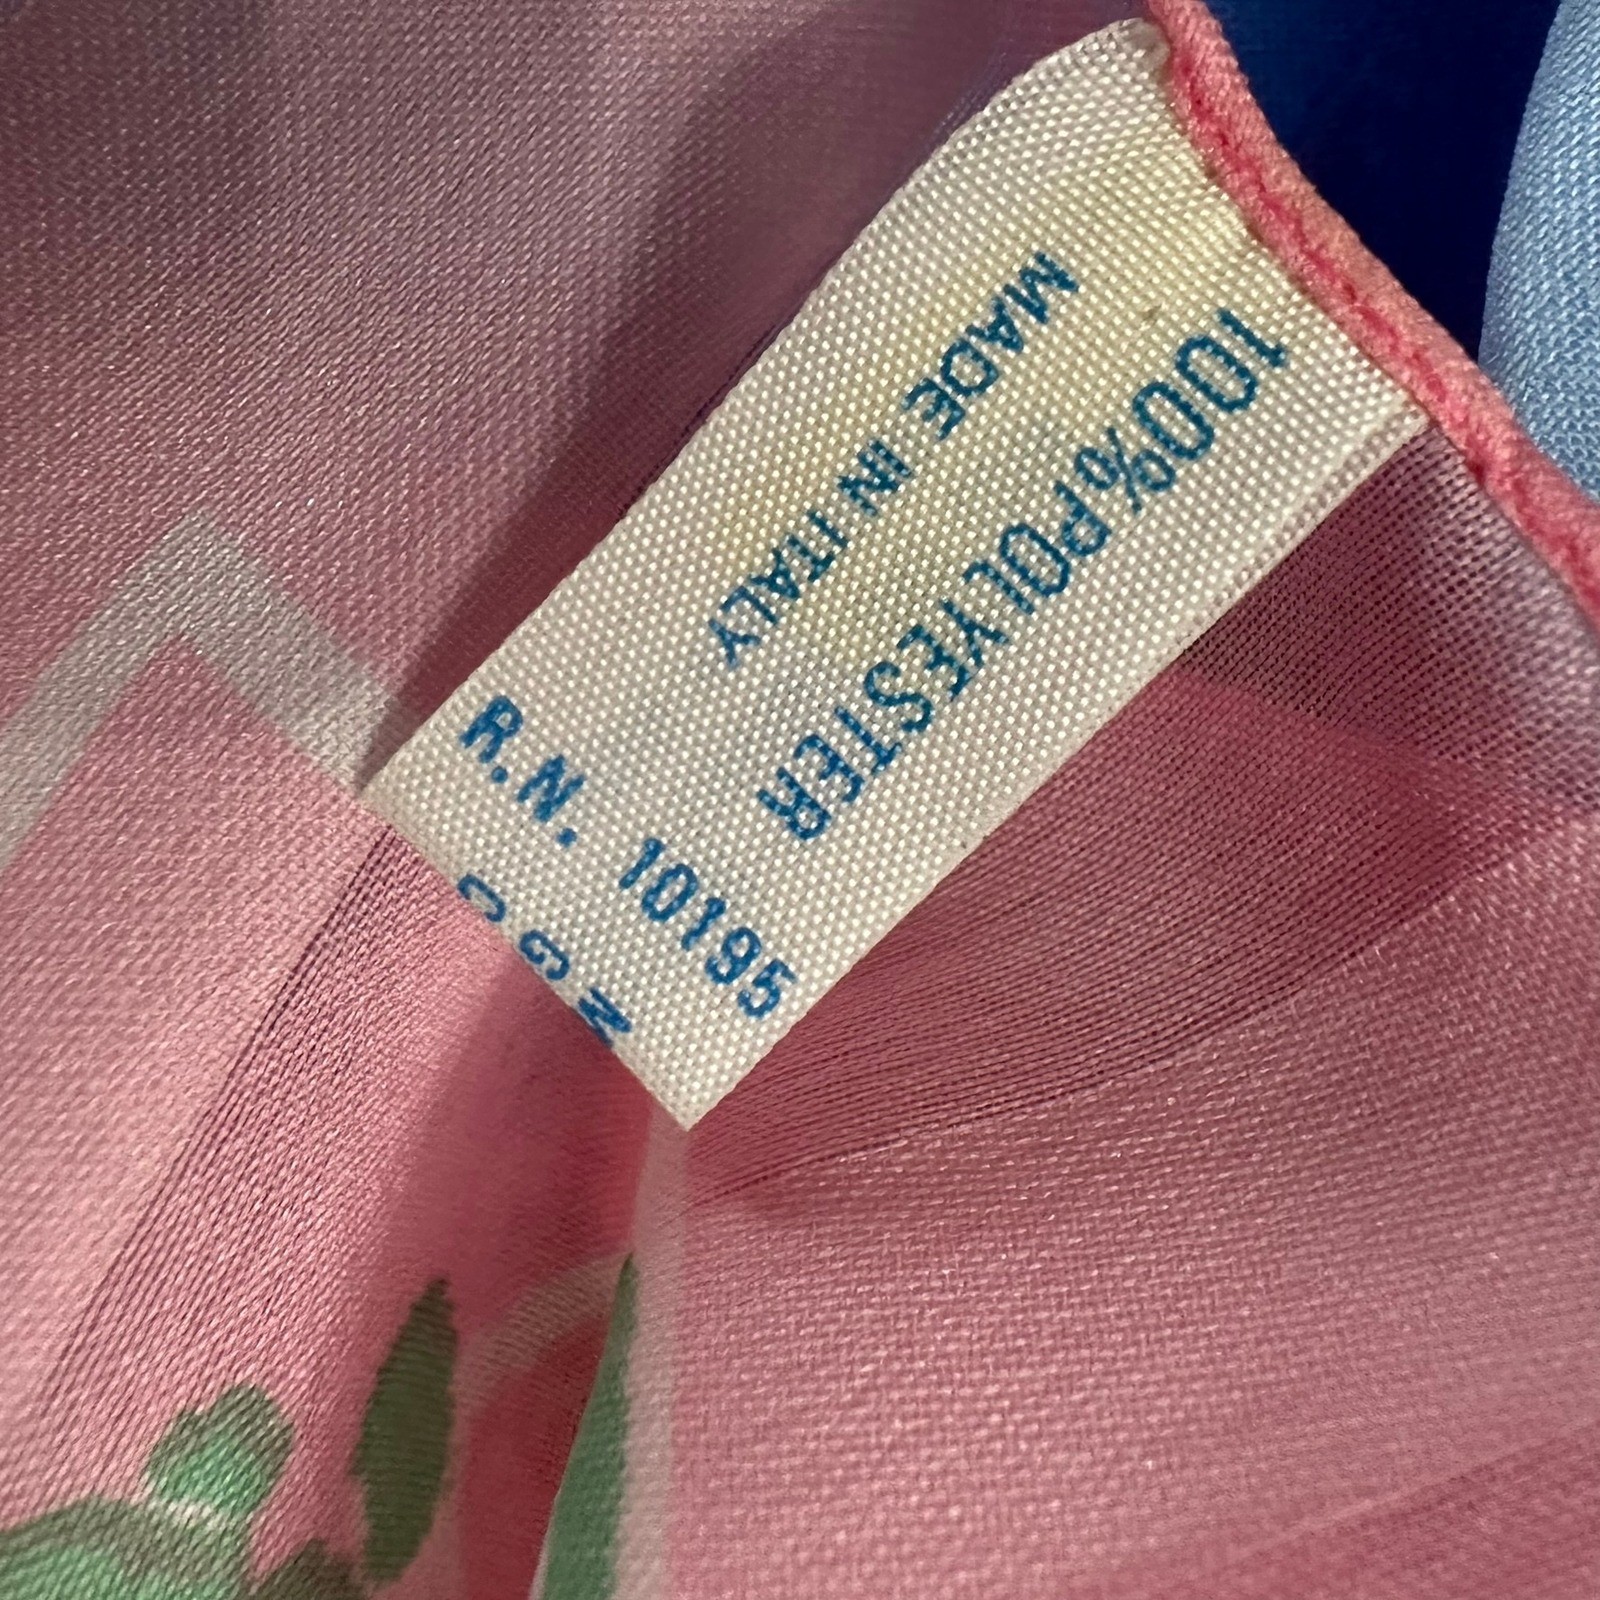 100% POLYESTER
MADE IN ITALY
R.N. 10195